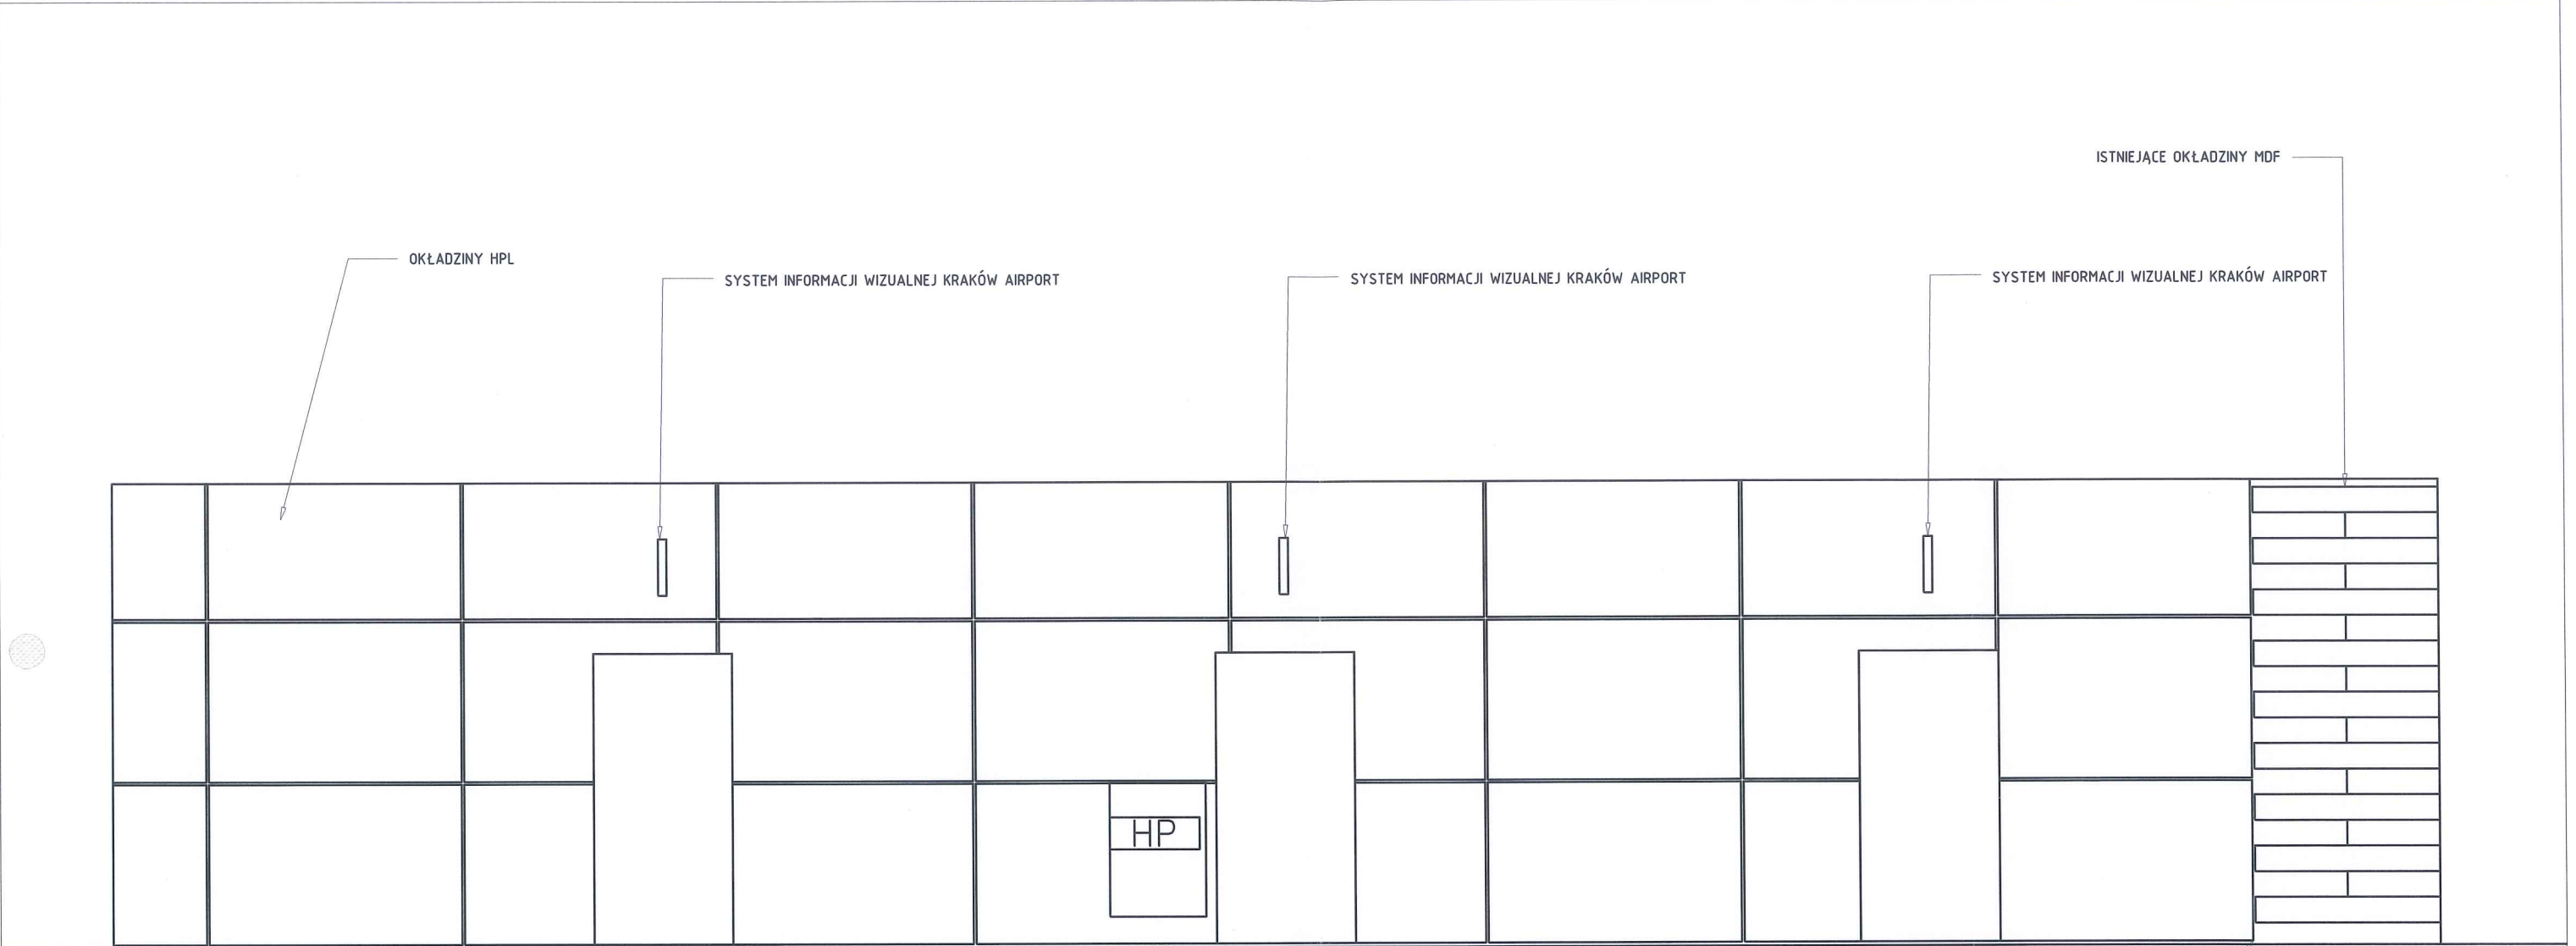 ISTNIEJĄCE OKŁADZINY MDF
OKŁADZINY HPL
SYSTEM INFORMACJI WIZUALNEJ KRAKÓW AIRPORT
SYSTEM INFORMACJI WIZUALNEJ KRAKÓW AIRPORT
SYSTEM INFORMACJI WIZUALNEJ KRAKÓW AIRPORT
HP